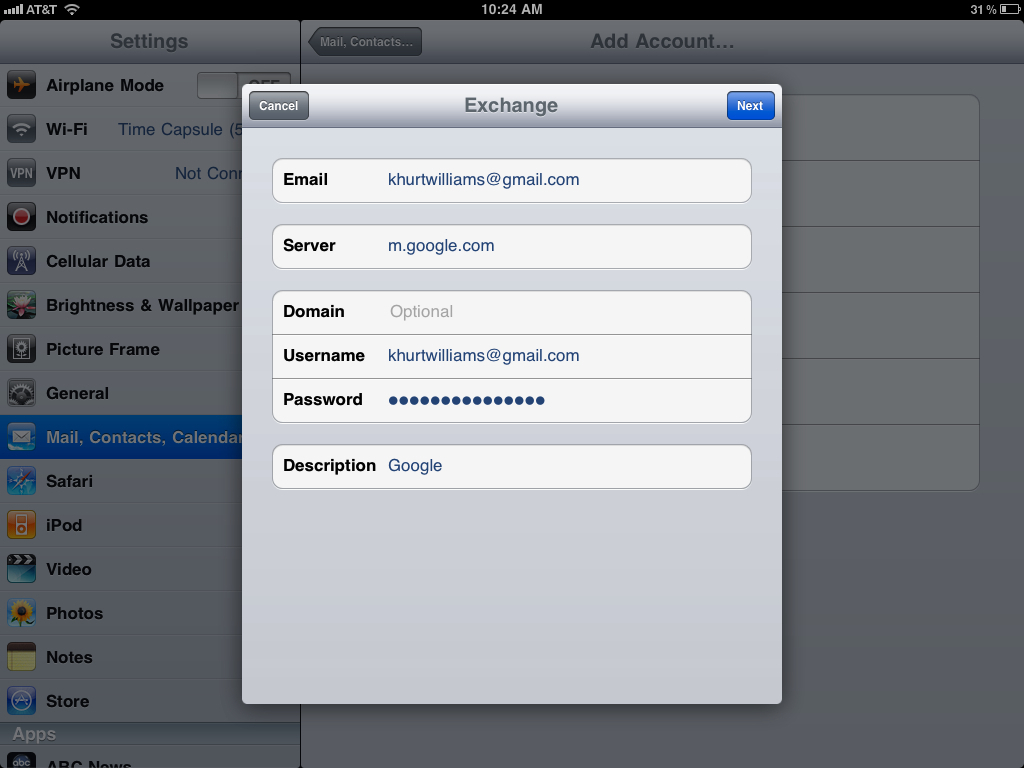 AT&T 10:24 AM 31%
Settings
Mail, Contacts... Add Account...
Airplane Mode OFF
Wi-Fi Time Capsule (5
VPN VPN Not Conn
Notifications
Cellular Data
Brightness & Wallpaper
Picture Frame
General
Mail, Contacts, Calendar
Safari
iPod
Video
Photos
Notes
Store
Apps
abc ABC News
Cancel Exchange Next
Email khurtwilliams@gmail.com
Server m.google.com
Domain Optional
Username khurtwilliams@gmail.com
Password •••••••••••••••
Description Google